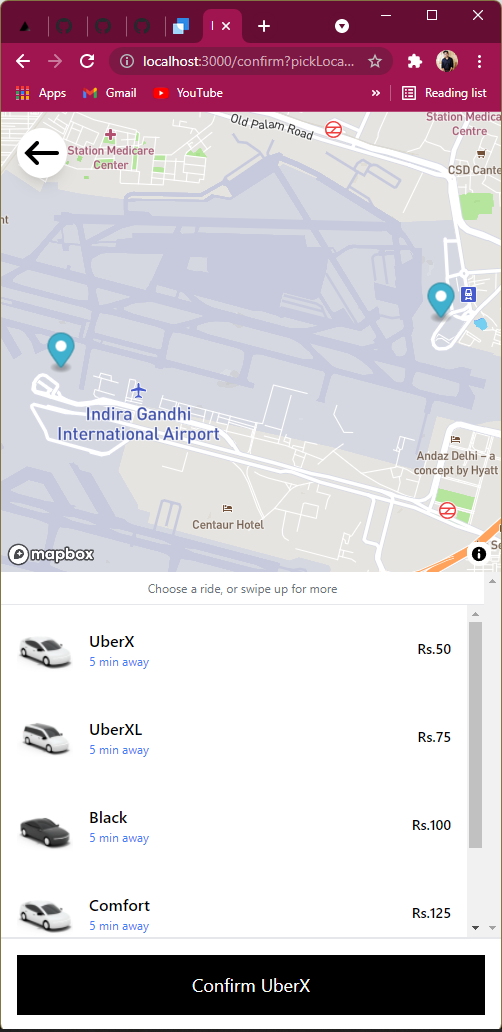 localhost:3000/confirm?pickLoca...
Apps
Gmail
YouTube
»
Reading list
Old Palam Road
Station Medicare
Center
Station Medica
Centre
CSD Cante
nt
Indira Gandhi
International Airport
Andaz Delhi – a
concept by Hyatt
Centaur Hotel
Se
mapbox
Choose a ride, or swipe up for more
UberX
5 min away
Rs.50
UberXL
5 min away
Rs.75
Black
5 min away
Rs.100
Comfort
5 min away
Rs.125
Confirm UberX